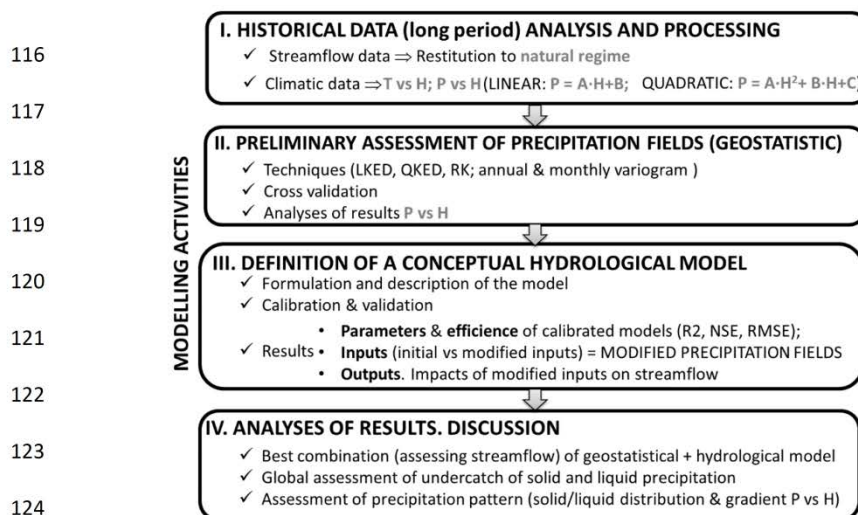 I. HISTORICAL DATA (long period) ANALYSIS AND PROCESSING
116
✓ Streamflow data ⇒ Restitution to natural regime
✓ Climatic data ⇒T vs H; P vs H (LINEAR: P = A·H+B; QUADRATIC: P = A·H²+ B·H+C)
117
II. PRELIMINARY ASSESSMENT OF PRECIPITATION FIELDS (GEOSTATISTIC)
118
✓ Techniques (LKED, QKED, RK; annual & monthly variogram )
✓ Cross validation
✓ Analyses of results P vs H
119
MODELLING ACTIVITIES
III. DEFINITION OF A CONCEPTUAL HYDROLOGICAL MODEL
120
✓ Formulation and description of the model
✓ Calibration & validation
121
• Parameters & efficience of calibrated models (R2, NSE, RMSE);
✓ Results • Inputs (initial vs modified inputs) = MODIFIED PRECIPITATION FIELDS
• Outputs. Impacts of modified inputs on streamflow
122
IV. ANALYSES OF RESULTS. DISCUSSION
123
✓ Best combination (assessing streamflow) of geostatistical + hydrological model
✓ Global assessment of undercatch of solid and liquid precipitation
✓ Assessment of precipitation pattern (solid/liquid distribution & gradient P vs H)
124